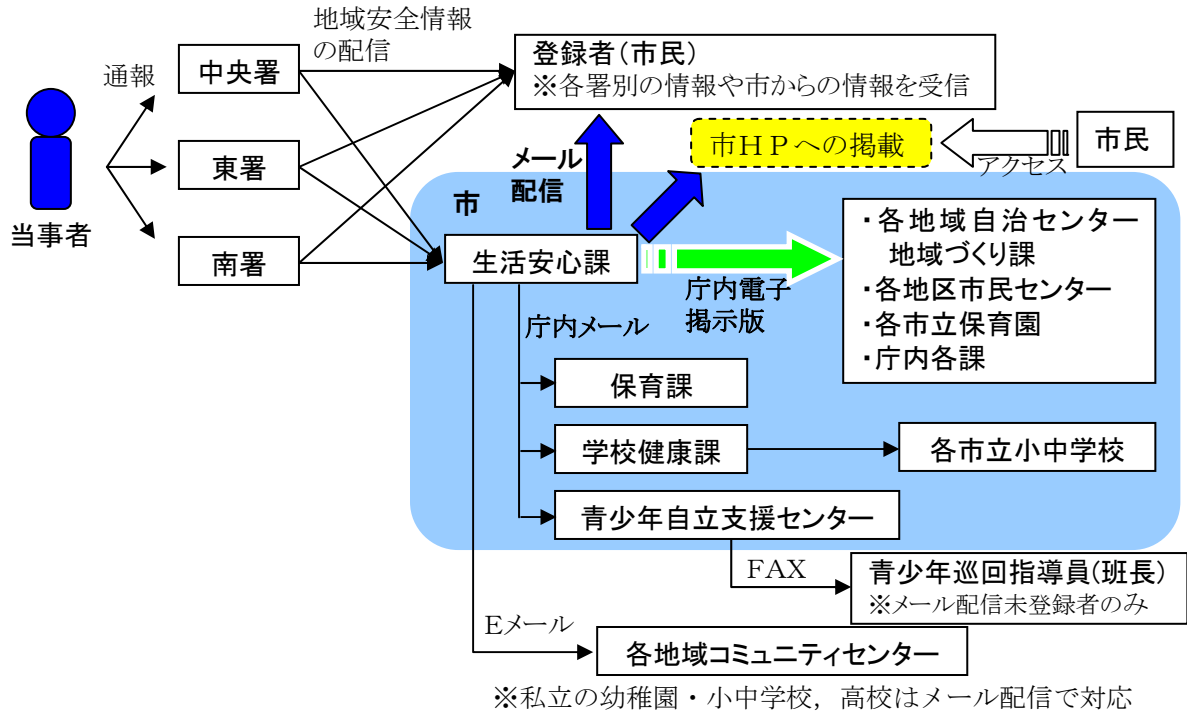 地域安全情報
の配信
通報
中央署
東署
南署
当事者
登録者（市民）
※各署別の情報や市からの情報を受信
市ＨＰへの掲載
アクセス
市民
メール
配信
市
生活安心課
庁内電子
掲示版
・各地域自治センター
地域づくり課
・各地区市民センター
・各市立保育園
・庁内各課
庁内メール
保育課
学校健康課
各市立小中学校
青少年自立支援センター
FAX
青少年巡回指導員(班長)
※メール配信未登録者のみ
Eメール
各地域コミュニティセンター
※私立の幼稚園・小中学校，高校はメール配信で対応